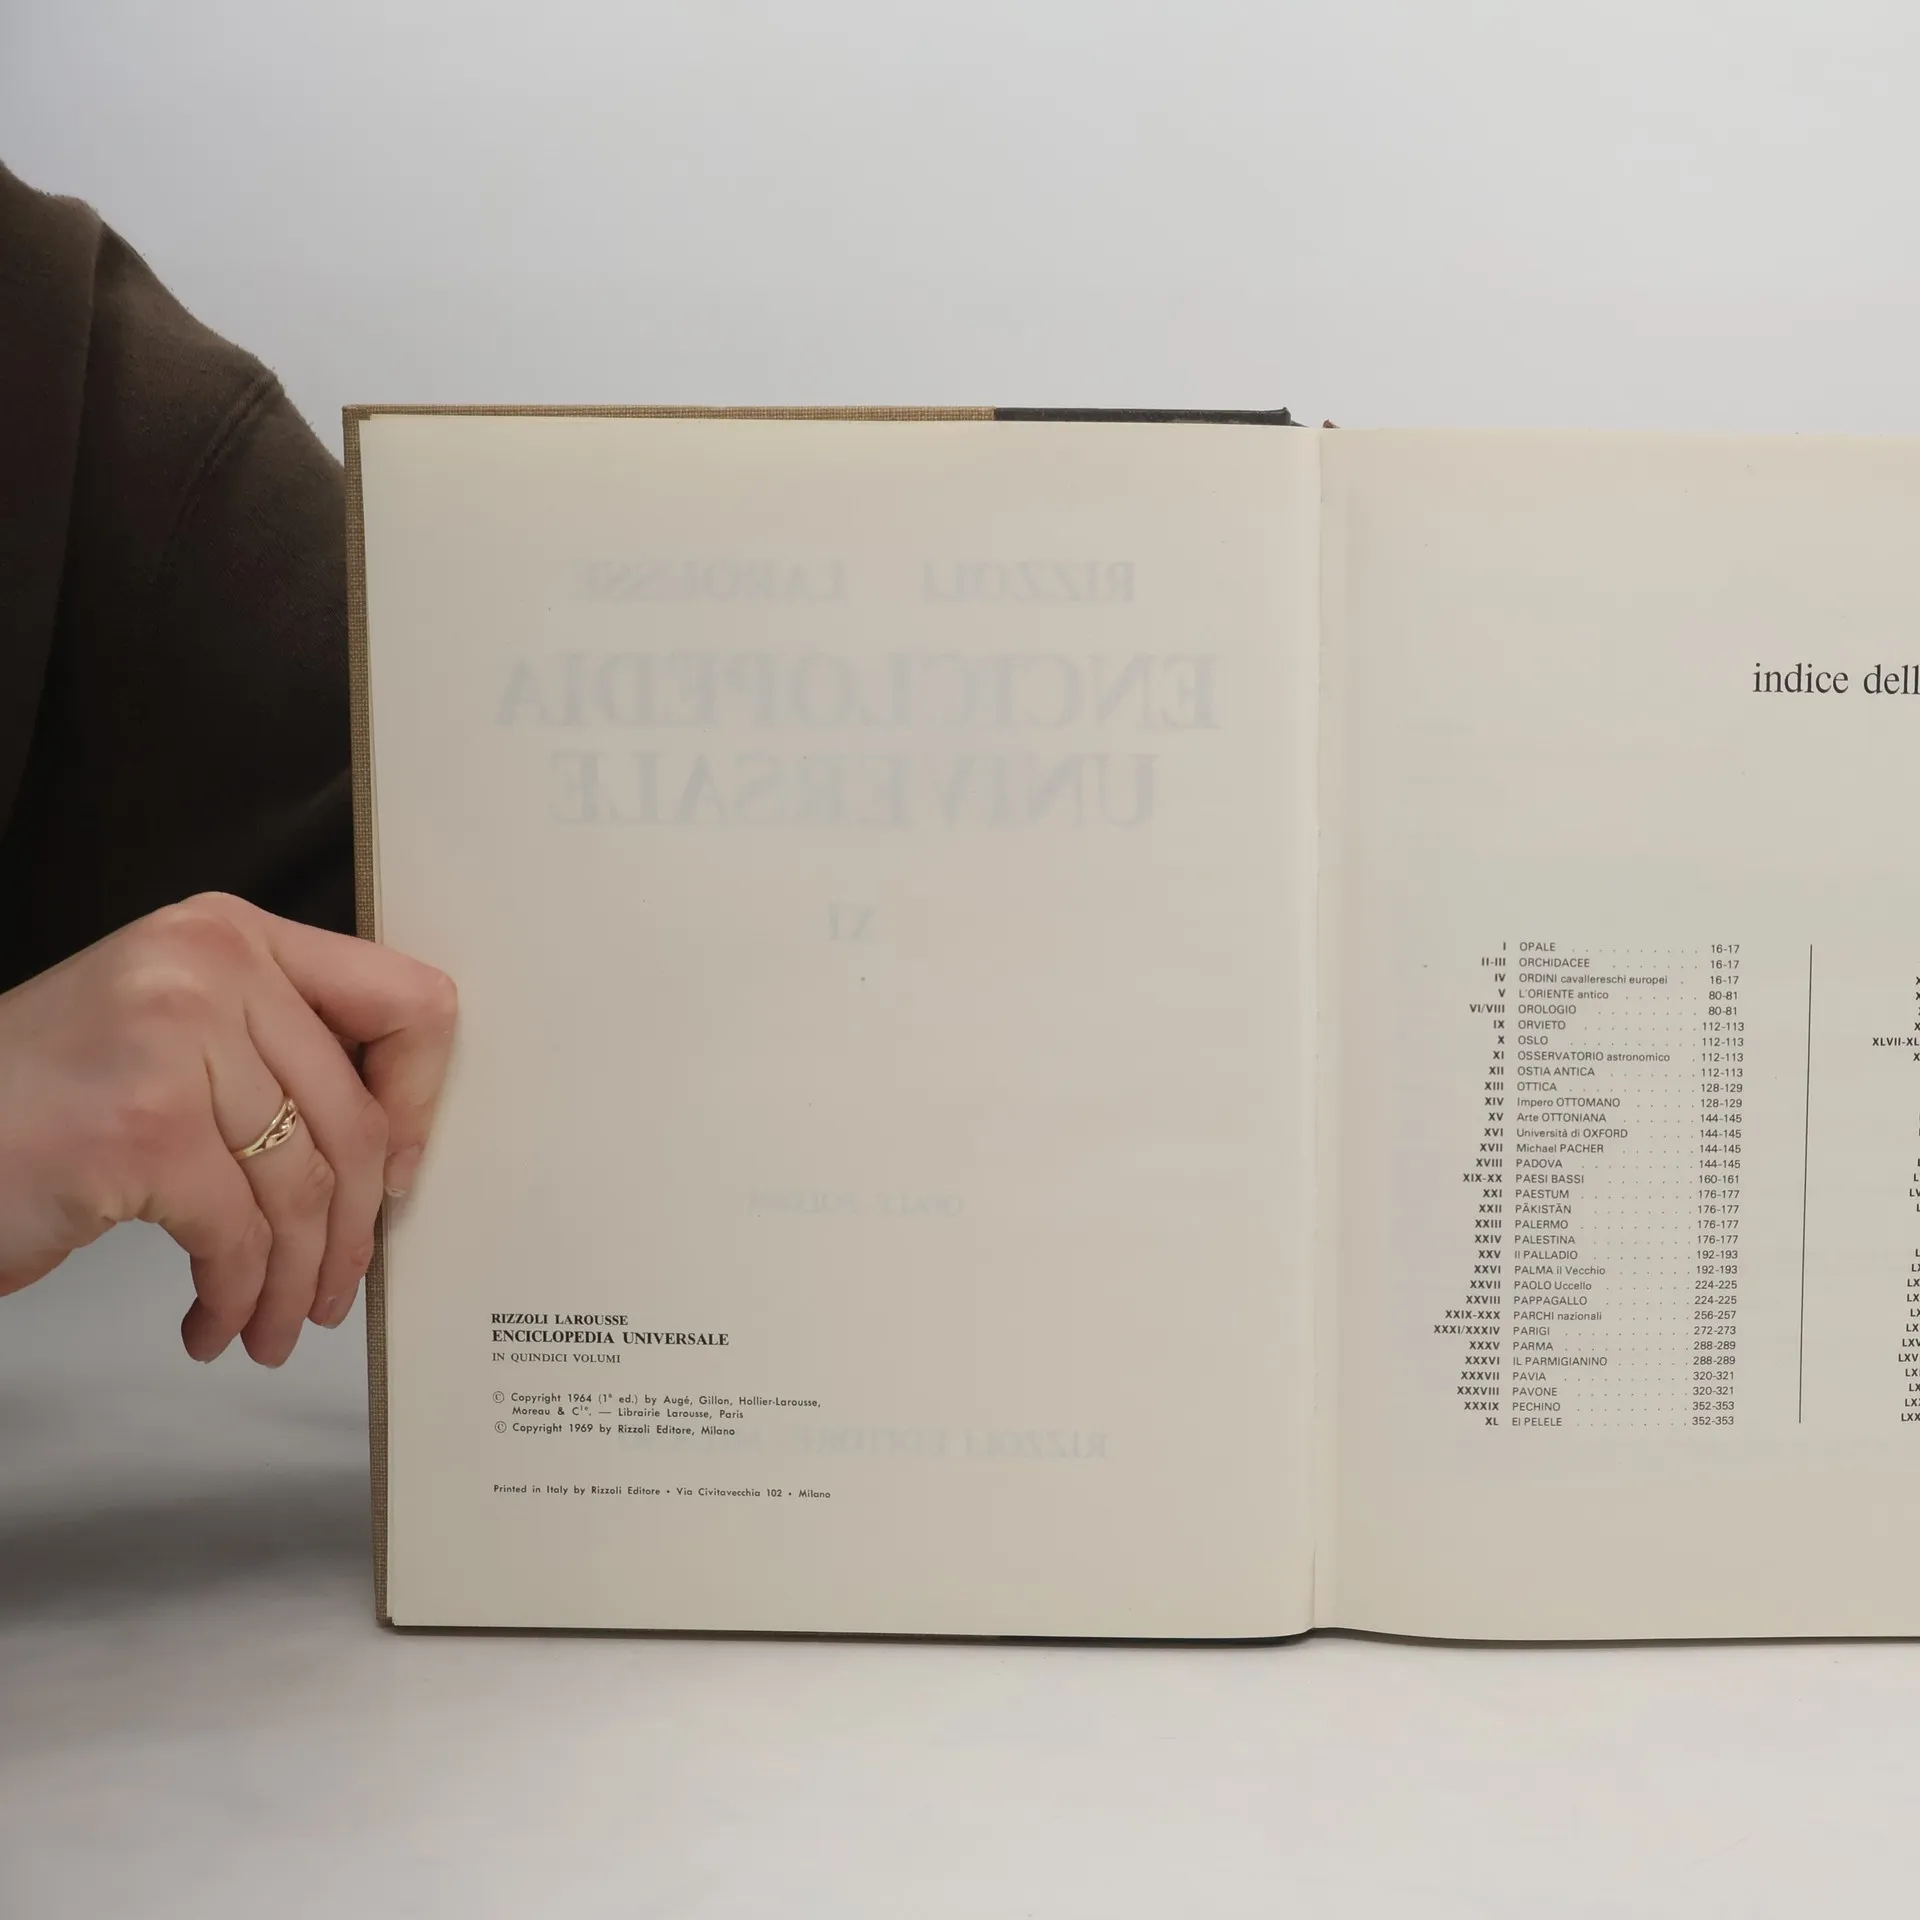 RIZZOLI LAROUSSE
ENCICLOPEDIA
UNIVERSALE
XI
RIZZOLI LAROUSSE
ENCICLOPEDIA UNIVERSALE
IN QUINDICI VOLUMI
© Copyright 1964 (1ª ed.) by Augé, Gillon, Hollier-Larousse,
Moreau & Cie. — Librairie Larousse, Paris
© Copyright 1969 by Rizzoli Editore, Milano
Printed in Italy by Rizzoli Editore • Via Civitavecchia 102 • Milano
indice dell
I OPALE . . . . . . . . . . 16-17
II-III ORCHIDACEE . . . . . . . 16-17
IV ORDINI cavallereschi europei . 16-17
V L'ORIENTE antico . . . . . . 80-81
VI/VIII OROLOGIO . . . . . . . . 80-81
IX ORVIETO . . . . . . . . . 112-113
X OSLO . . . . . . . . . . 112-113
XI OSSERVATORIO astronomico . 112-113
XII OSTIA ANTICA . . . . . . . 112-113
XIII OTTICA . . . . . . . . . . 128-129
XIV Impero OTTOMANO . . . . . 128-129
XV Arte OTTONIANA . . . . . . 144-145
XVI Università di OXFORD . . . . 144-145
XVII Michael PACHER . . . . . . 144-145
XVIII PADOVA . . . . . . . . . 144-145
XIX-XX PAESI BASSI . . . . . . . 160-161
XXI PAESTUM . . . . . . . . . 176-177
XXII PĀKISTĀN . . . . . . . . . 176-177
XXIII PALERMO . . . . . . . . . 176-177
XXIV PALESTINA . . . . . . . . 176-177
XXV Il PALLADIO . . . . . . . . 192-193
XXVI PALMA il Vecchio . . . . . . 192-193
XXVII PAOLO Uccello . . . . . . . 224-225
XXVIII PAPPAGALLO . . . . . . . 224-225
XXIX-XXX PARCHI nazionali . . . . . . 256-257
XXXI/XXXIV PARIGI . . . . . . . . . . 272-273
XXXV PARMA . . . . . . . . . . 288-289
XXXVI IL PARMIGIANINO . . . . . . 288-289
XXXVII PAVIA . . . . . . . . . . 320-321
XXXVIII PAVONE . . . . . . . . . 320-321
XXXIX PECHINO . . . . . . . . . 352-353
XL El PELELE . . . . . . . . . 352-353